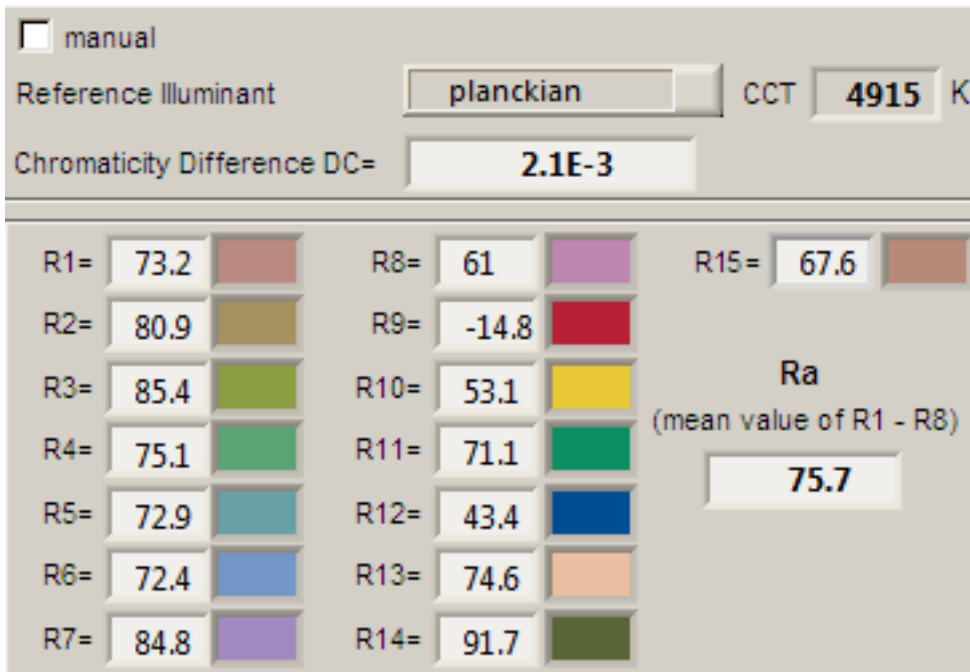 manual
Reference Illuminant planckian CCT 4915 K
Chromaticity Difference DC= 2.1E-3
R1= 73.2 R8= 61 R15= 67.6
R2= 80.9 R9= -14.8
R3= 85.4 R10= 53.1 Ra
(mean value of R1 - R8)
R4= 75.1 R11= 71.1
75.7
R5= 72.9 R12= 43.4
R6= 72.4 R13= 74.6
R7= 84.8 R14= 91.7